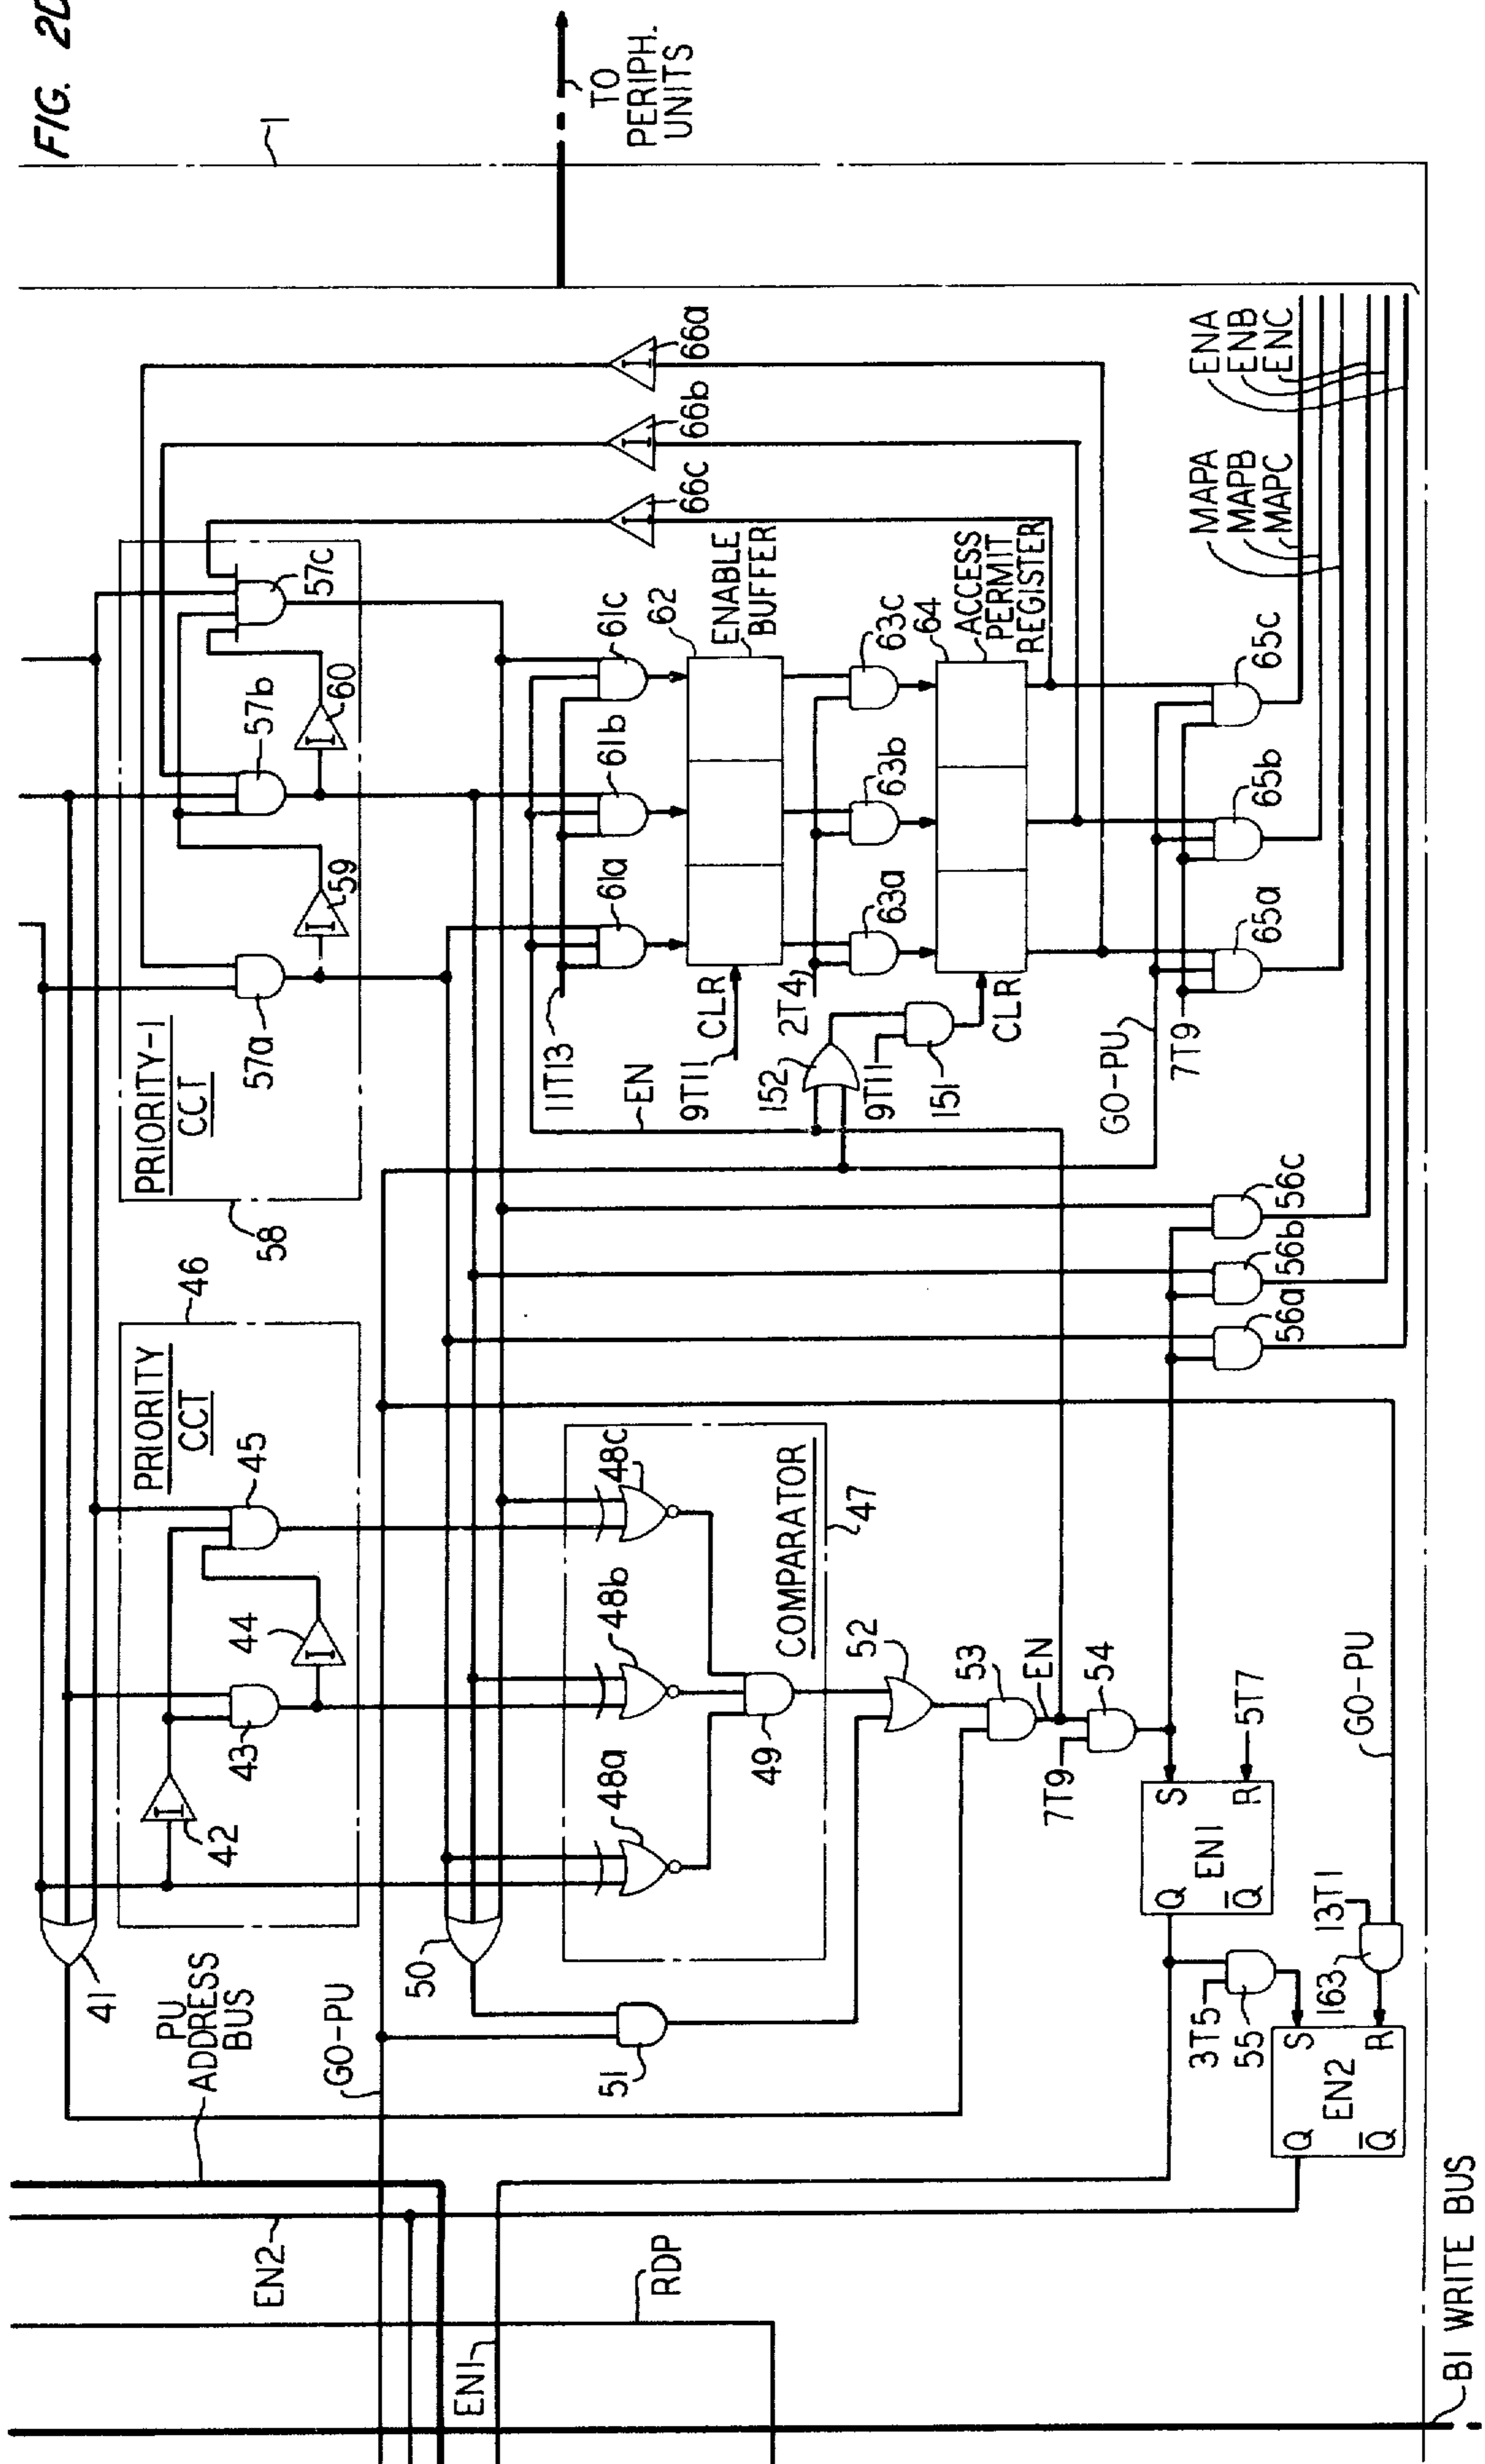 FIG. 2D
1
TO
PERIPH.
UNITS
41
PU
ADDRESS
BUS
EN2
RDP
EN1
BI WRITE BUS
PRIORITY
CCT
46
42
43
44
45
PRIORITY-1
CCT
58
57a
59
57b
60
57c
66c
66b
66a
GO-PU
50
51
48a
48b
48c
49
COMPARATOR
47
52
53
EN
7T9
54
EN
11T13
61a
61b
61c
62
ENABLE
BUFFER
9T11
CLR
2T4
63a
63b
63c
64
ACCESS
PERMIT
REGISTER
152
9T11
151
CLR
GO-PU
7T9
65a
65b
65c
MAPA
MAPB
MAPC
ENA
ENB
ENC
56a
56b
56c
Q
S
EN1
Q
R
5T7
GO-PU
3T5
55
163
13T1
Q
S
EN2
Q
R